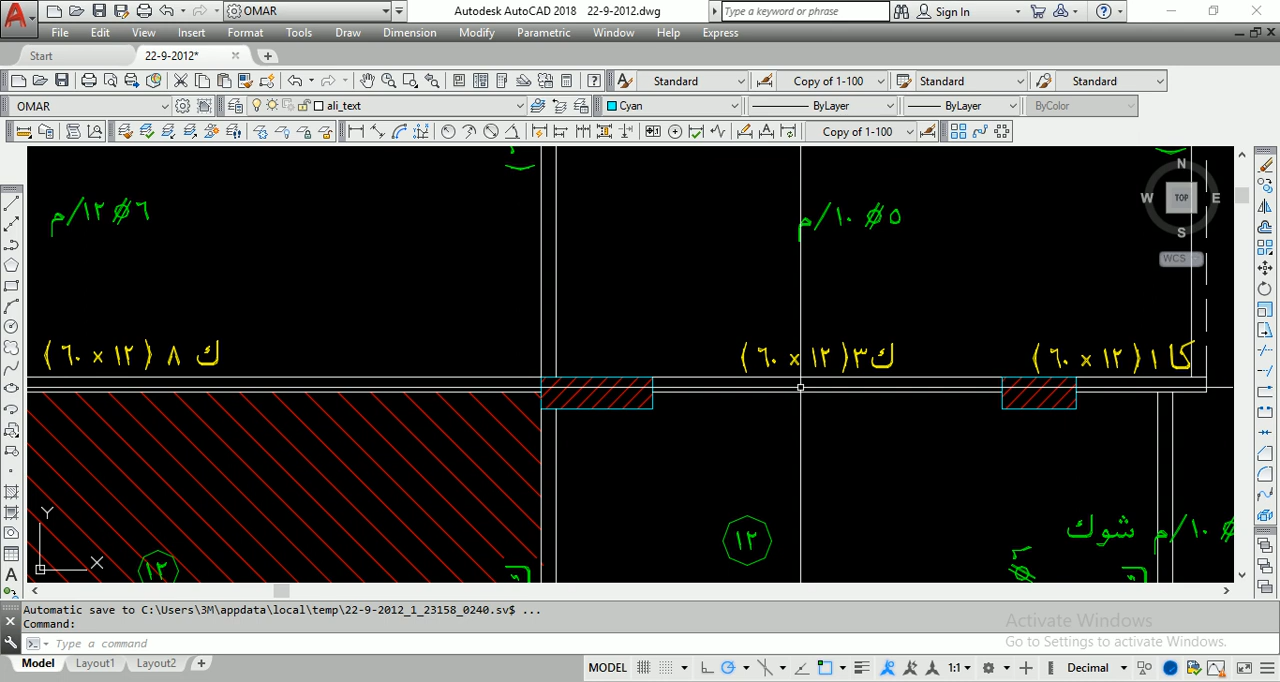 Autodesk AutoCAD 2018 22-9-2012.dwg
OMAR
Type a keyword or phrase
Sign In
File Edit View Insert Format Tools Draw Dimension Modify Parametric Window Help Express
Start 22-9-2012*
Standard Copy of 1-100 Standard Standard
OMAR ali_text Cyan ByLayer ByLayer ByColor
Copy of 1-100
N
W TOP E
S
WCS
٦ ⌀ ١٢/م
٥ ⌀ ١٠/م
ك ٨ (١٢ × ٦٠)
ك٣ (١٢ × ٦٠)
كا ١ (١٢ × ٦٠)
شوك
١٠/م
١٢
١٢
Y
X
Automatic save to C:\Users\3M\appdata\local\temp\22-9-2012_1_23158_0240.sv$ ...
Command:
Type a command
Activate Windows
Go to Settings to activate Windows.
Model Layout1 Layout2
MODEL 1:1 Decimal